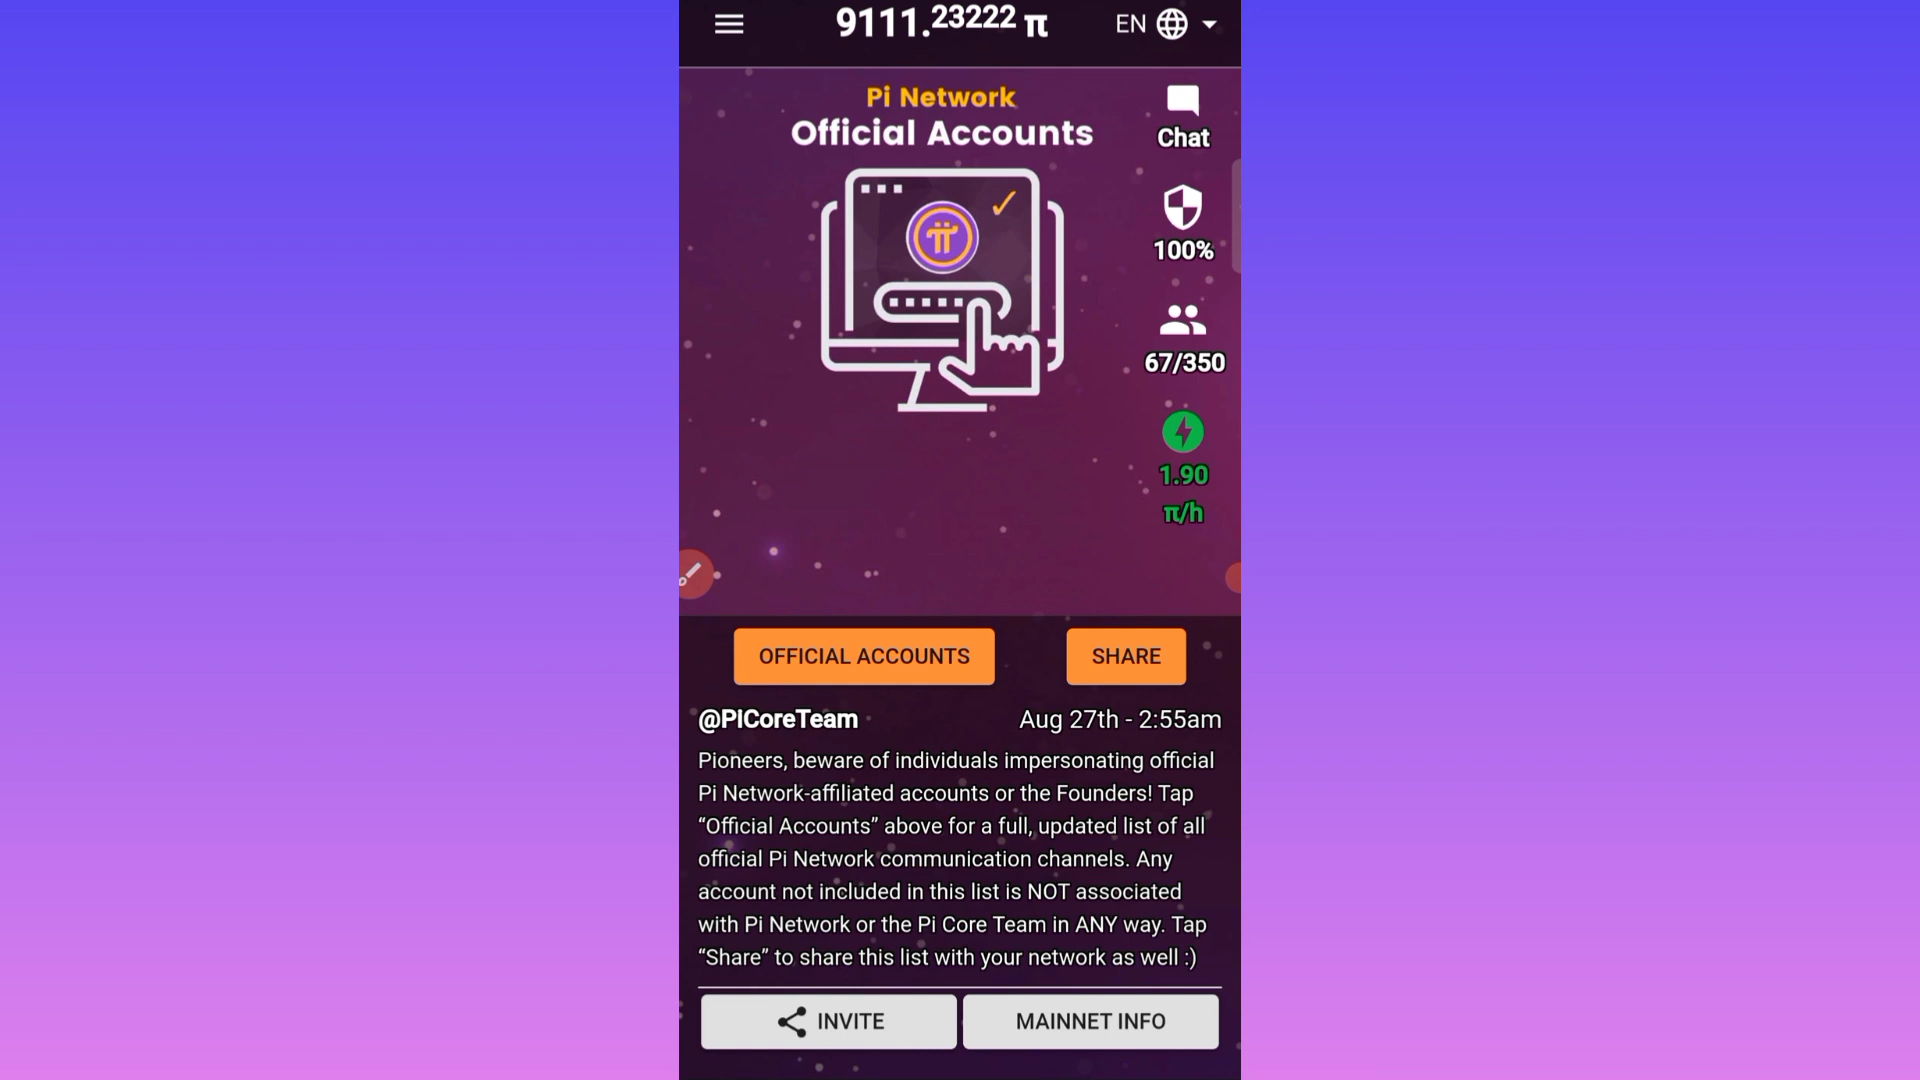 9111.23222 π
EN
Pi Network
Official Accounts
Chat
100%
67/350
1.90
π/h
OFFICIAL ACCOUNTS
SHARE
@PiCoreTeam
Aug 27th - 2:55am
Pioneers, beware of individuals impersonating official
Pi Network-affiliated accounts or the Founders! Tap
“Official Accounts” above for a full, updated list of all
official Pi Network communication channels. Any
account not included in this list is NOT associated
with Pi Network or the Pi Core Team in ANY way. Tap
“Share” to share this list with your network as well :)
INVITE
MAINNET INFO